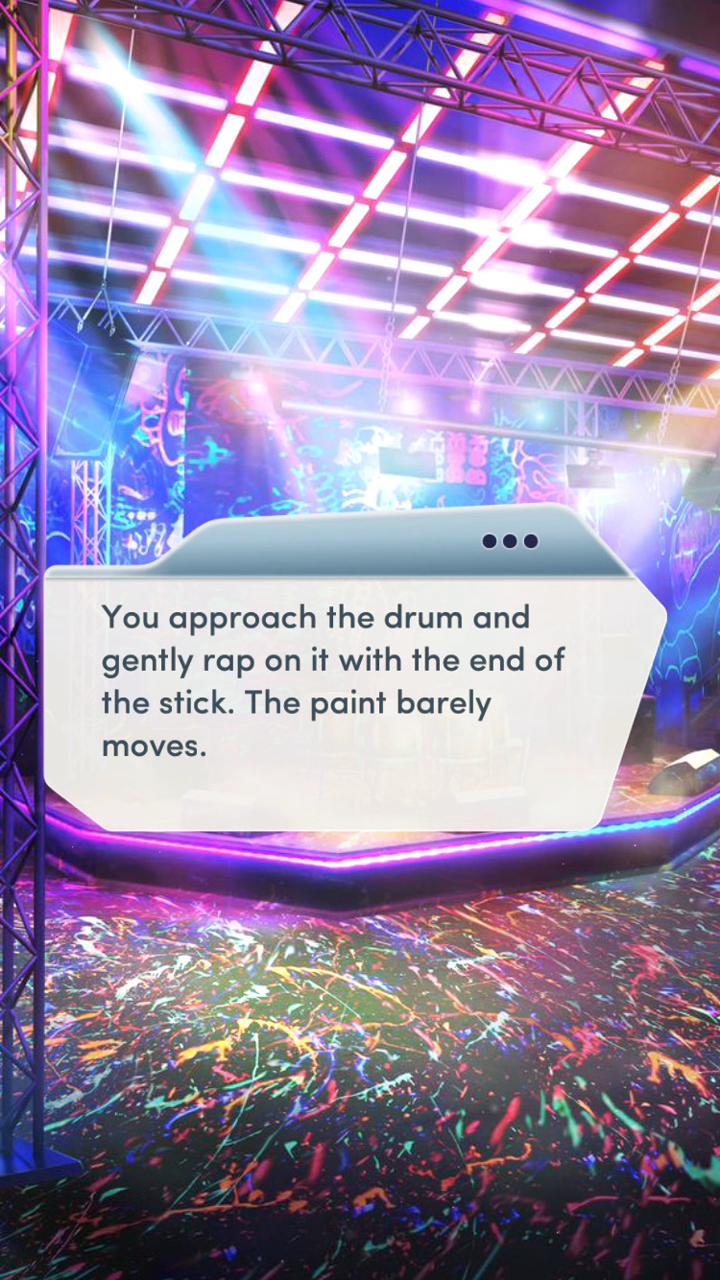 You approach the drum and
gently rap on it with the end of
the stick. The paint barely
moves.